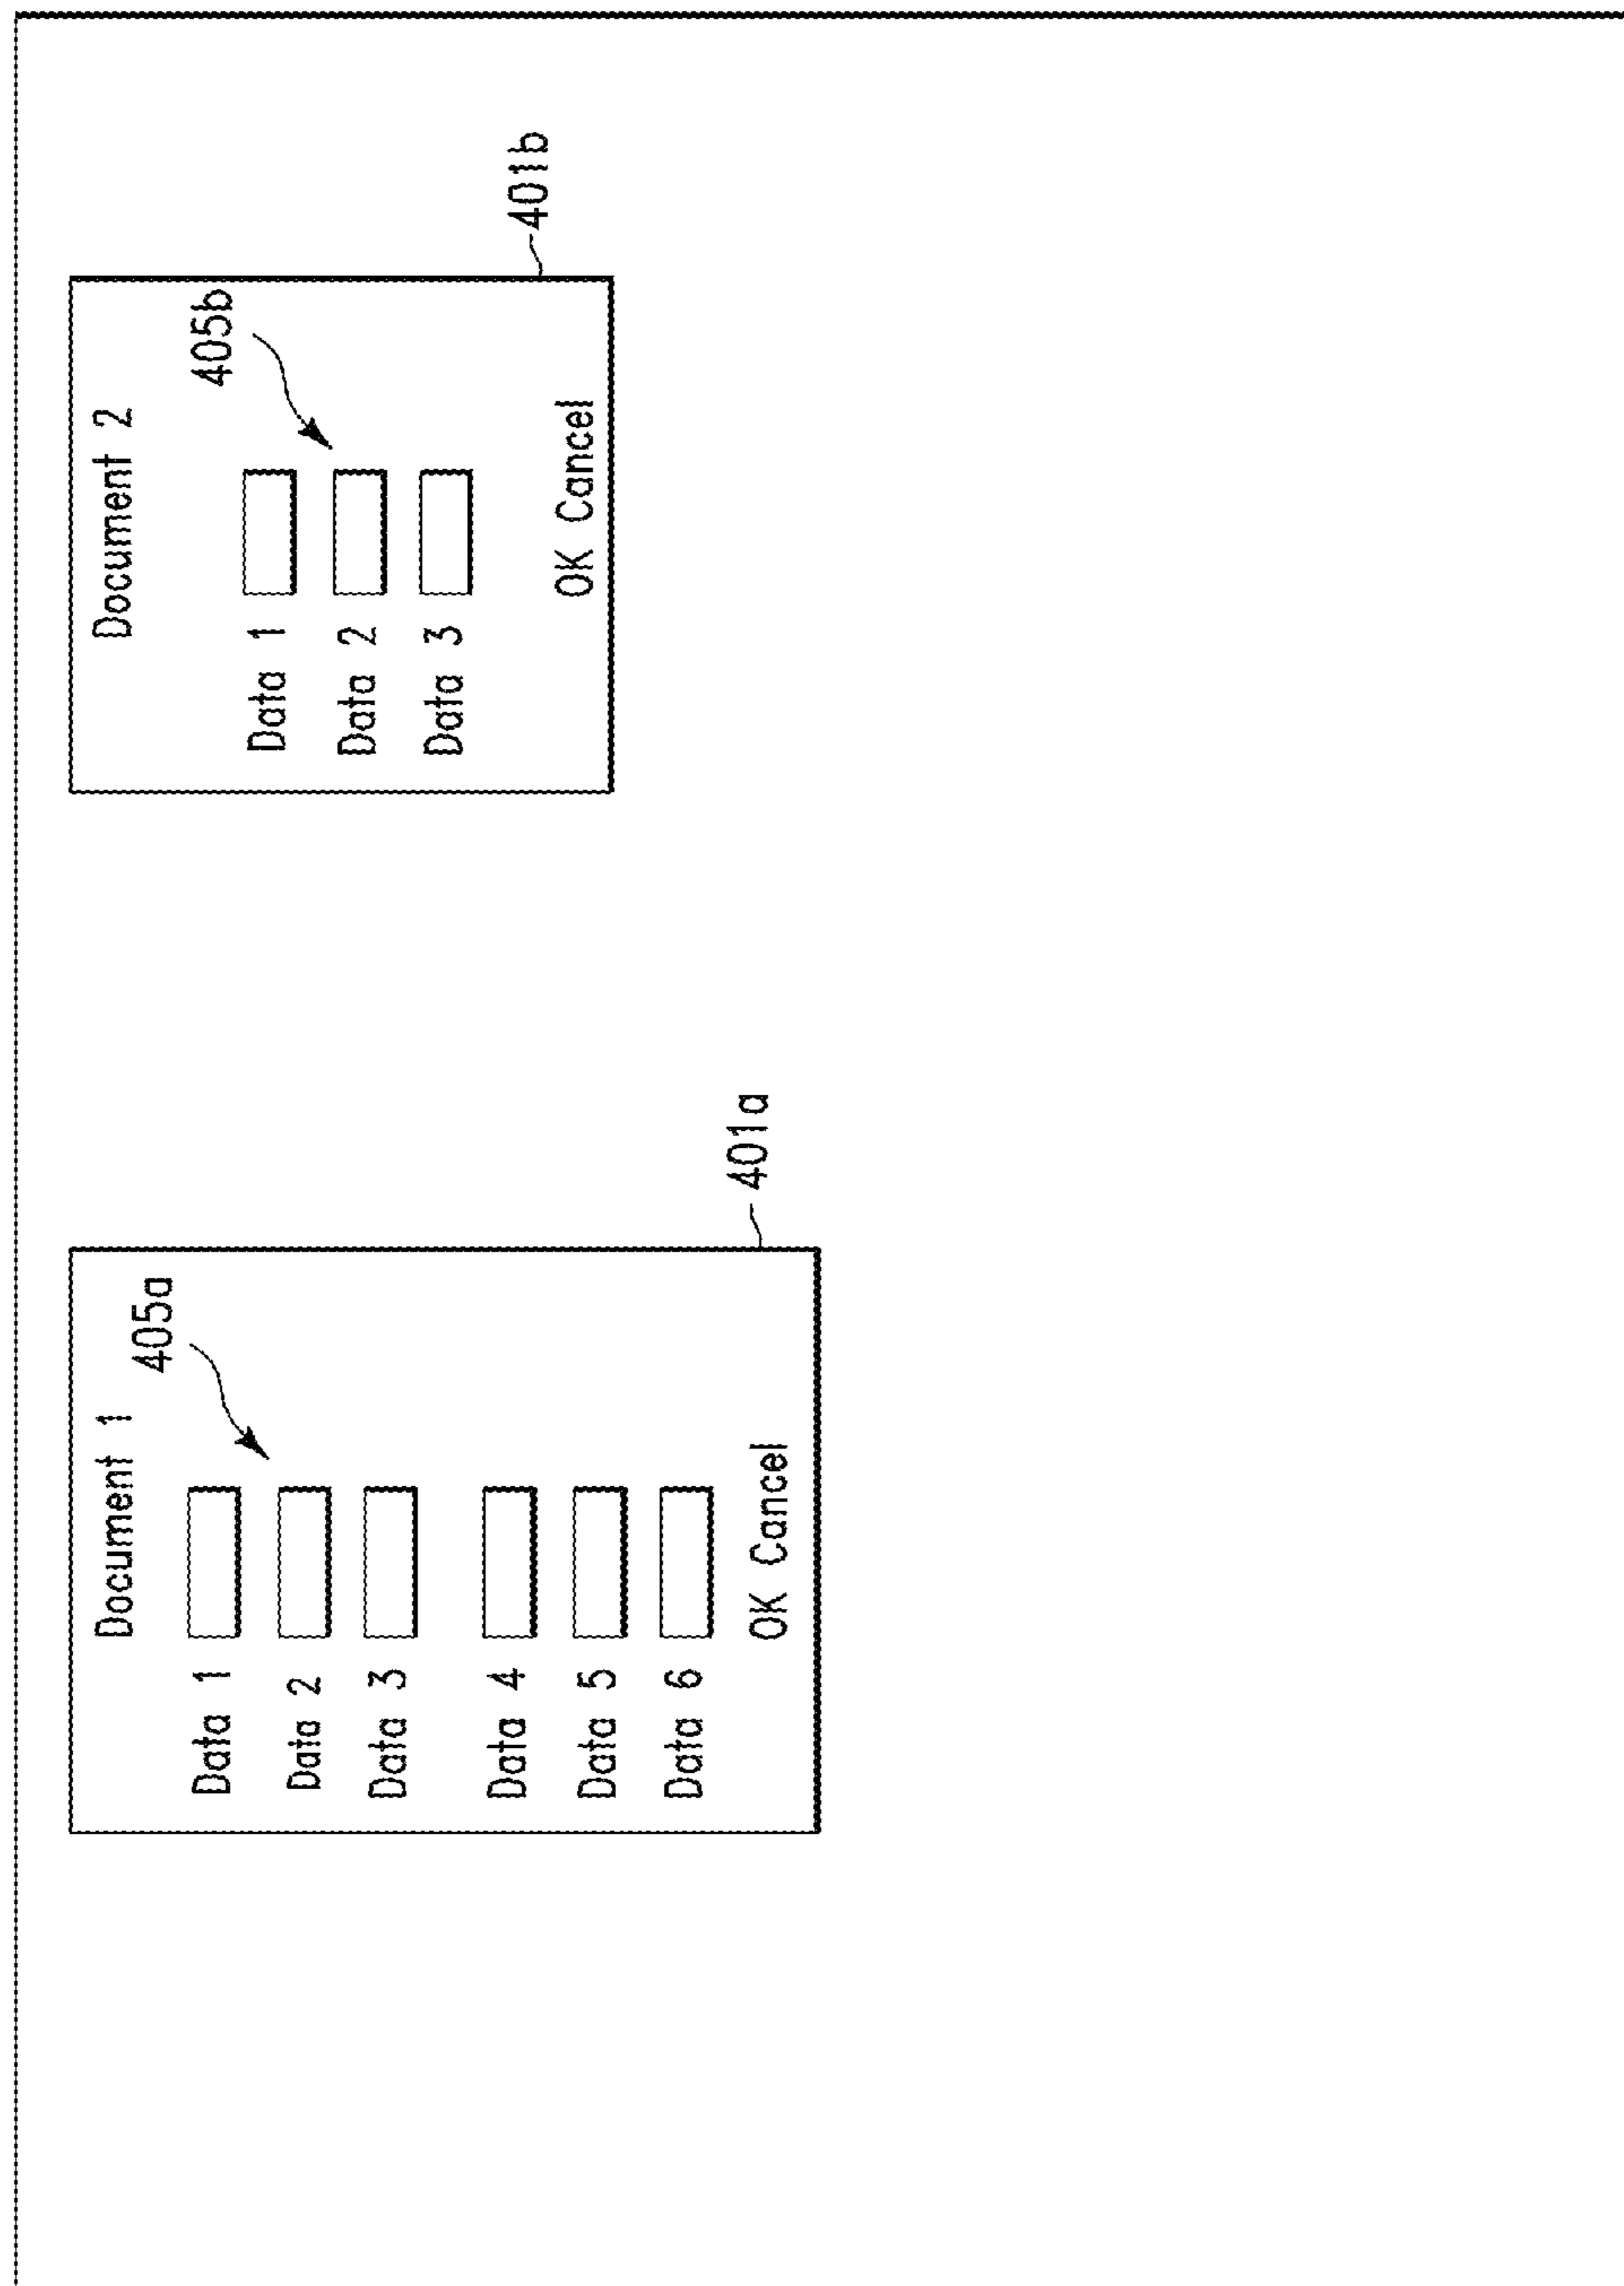 Document 1
405a
Data 1
Data 2
Data 3
Data 4
Data 5
Data 6
OK Cancel
401a
Document 2
405b
Data 1
Data 2
Data 3
OK Cancel
401b